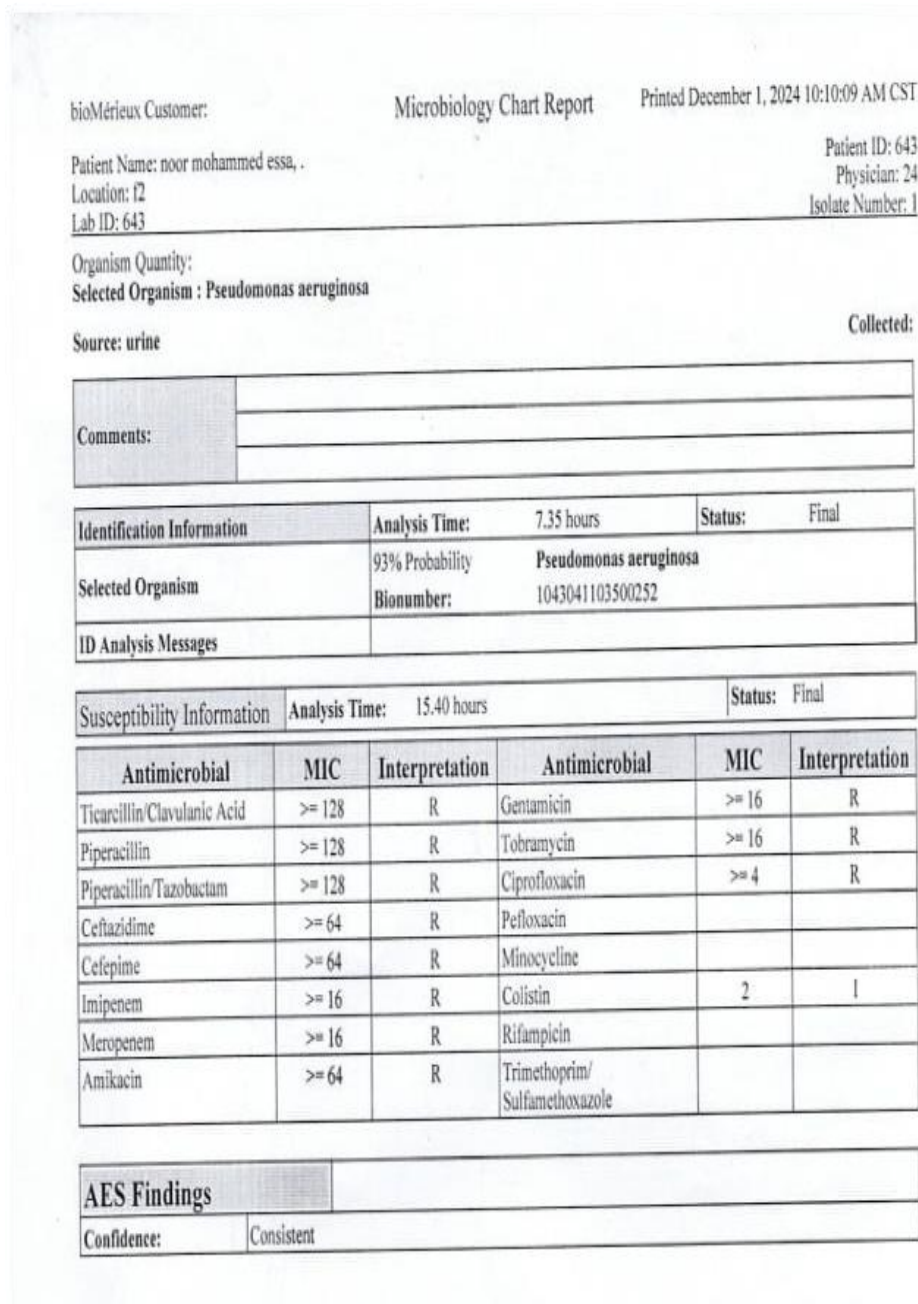 bioMérieux Customer:
Microbiology Chart Report
Printed December 1, 2024 10:10:09 AM CST
Patient Name: noor mohammed essa, .
Patient ID: 643
Location: f2
Physician: 24
Lab ID: 643
Isolate Number: 1
Organism Quantity:
Selected Organism : Pseudomonas aeruginosa
Source: urine
Collected:
Comments:
Identification Information Analysis Time: 7.35 hours Status: Final
Selected Organism 93% Probability Pseudomonas aeruginosa
Bionumber: 1043041103500252
ID Analysis Messages
Susceptibility Information Analysis Time: 15.40 hours Status: Final
Antimicrobial MIC Interpretation Antimicrobial MIC Interpretation
Ticarcillin/Clavulanic Acid >= 128 R Gentamicin >= 16 R
Piperacillin >= 128 R Tobramycin >= 16 R
Piperacillin/Tazobactam >= 128 R Ciprofloxacin >= 4 R
Ceftazidime >= 64 R Pefloxacin
Cefepime >= 64 R Minocycline
Imipenem >= 16 R Colistin 2 I
Meropenem >= 16 R Rifampicin
Amikacin >= 64 R Trimethoprim/
Sulfamethoxazole
AES Findings
Confidence: Consistent